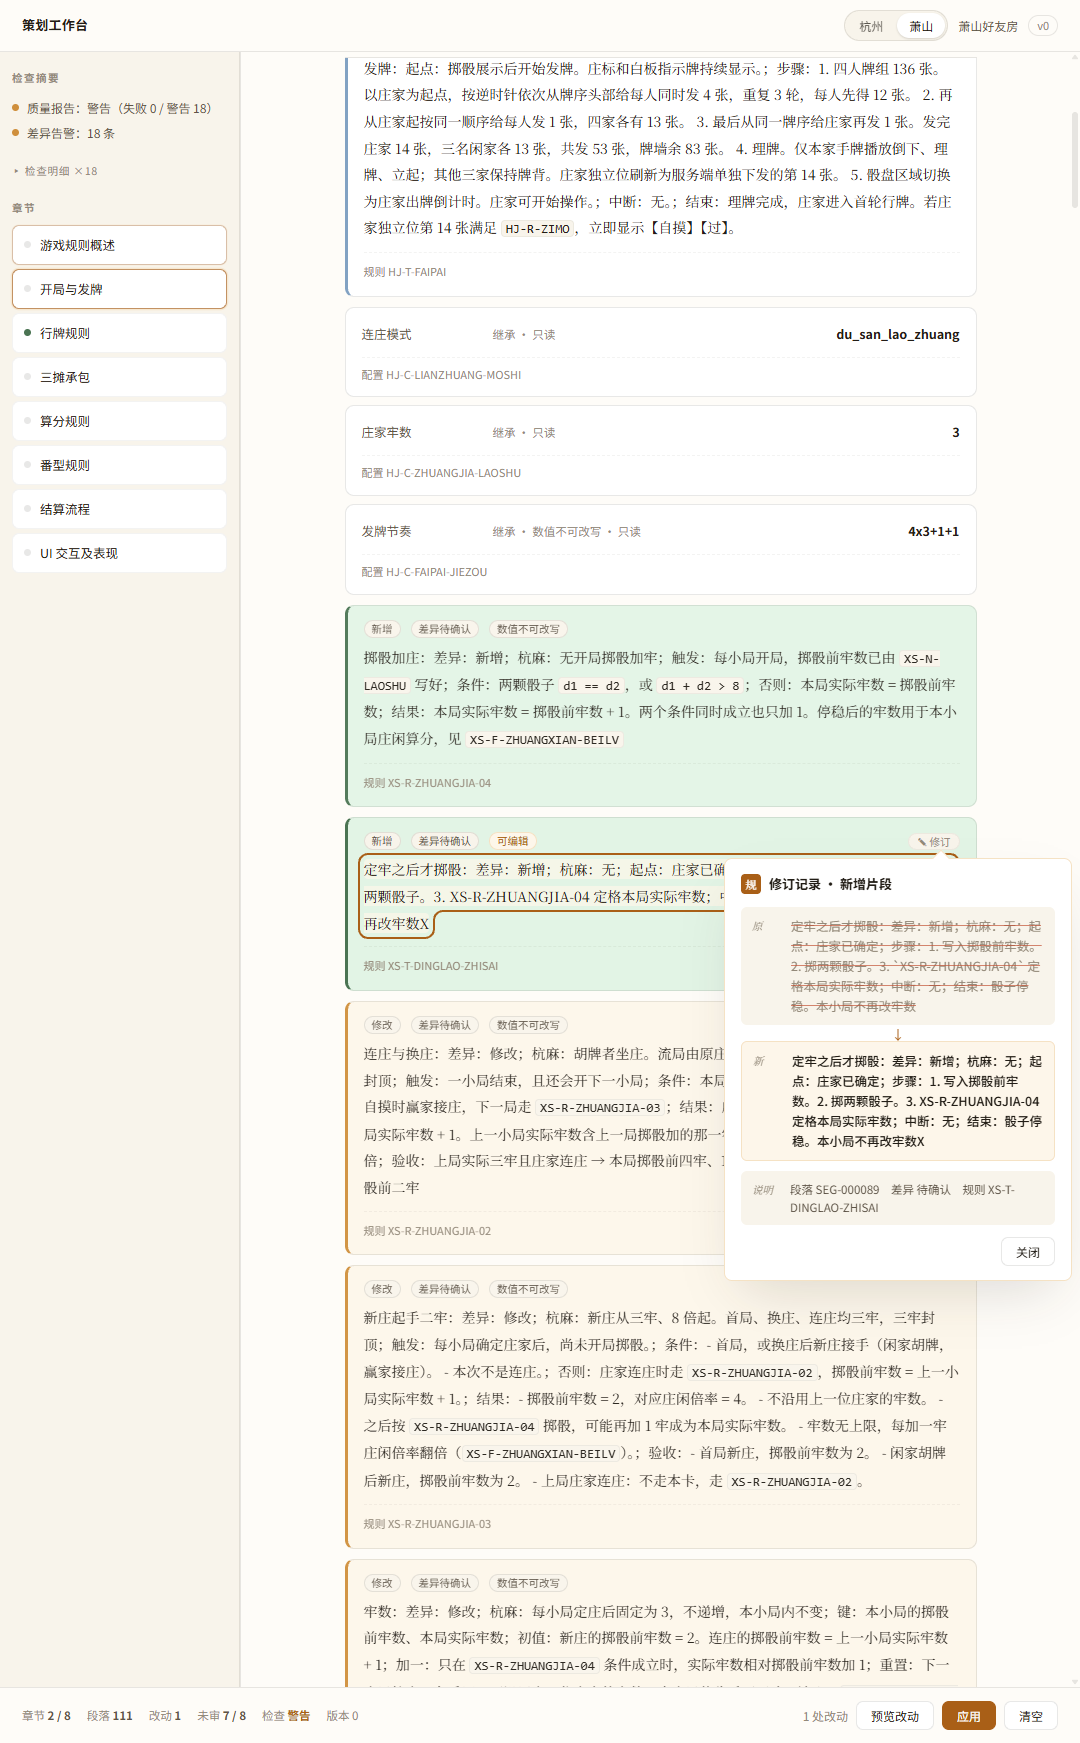 策划工作台
杭州 萧山 萧山好友房 v0
检查摘要
质量报告：警告（失败 0 / 警告 18）
差异告警：18 条
检查明细 ×18
章节
游戏规则概述
开局与发牌
行牌规则
三摊承包
算分规则
番型规则
结算流程
UI 交互及表现
发牌：起点：掷骰展示后开始发牌。庄标和白板指示牌持续显示。；步骤：1. 四人牌组 136 张。
以庄家为起点，按逆时针依次从牌序头部给每人同时发 4 张，重复 3 轮，每人先得 12 张。 2. 再
从庄家起按同一顺序给每人发 1 张，四家各有 13 张。 3. 最后从同一牌序给庄家再发 1 张。发完
庄家 14 张，三名闲家各 13 张，共发 53 张，牌墙余 83 张。 4. 理牌。仅本家手牌播放倒下、理
牌、立起；其他三家保持牌背。庄家独立位刷新为服务端单独下发的第 14 张。 5. 骰盘区域切换
为庄家出牌倒计时。庄家可开始操作。；中断：无。；结束：理牌完成，庄家进入首轮行牌。若庄
家独立位第 14 张满足 HJ-R-ZIMO ，立即显示【自摸】【过】。
规则 HJ-T-FAIPAI
连庄模式 继承 · 只读 du_san_lao_zhuang
配置 HJ-C-LIANZHUANG-MOSHI
庄家牢数 继承 · 只读 3
配置 HJ-C-ZHUANGJIA-LAOSHU
发牌节奏 继承 · 数值不可改写 · 只读 4x3+1+1
配置 HJ-C-FAIPAI-JIEZOU
新增 差异待确认 数值不可改写
掷骰加庄：差异：新增；杭麻：无开局掷骰加牢；触发：每小局开局，掷骰前牢数已由 XS-N-
LAOSHU 写好；条件：两颗骰子 d1 == d2 ，或 d1 + d2 > 8 ；否则：本局实际牢数 = 掷骰前牢
数；结果：本局实际牢数 = 掷骰前牢数 + 1。两个条件同时成立也只加 1。停稳后的牢数用于本小
局庄闲算分，见 XS-F-ZHUANGXIAN-BEILV
规则 XS-R-ZHUANGJIA-04
新增 差异待确认 可编辑 修订
定牢之后才掷骰：差异：新增；杭麻：无；起点：庄家已确
两颗骰子。3. XS-R-ZHUANGJIA-04 定格本局实际牢数；
再改牢数X
规则 XS-T-DINGLAO-ZHISAI
修改 差异待确认 数值不可改写
连庄与换庄：差异：修改；杭麻：胡牌者坐庄。流局由原庄
封顶；触发：一小局结束，且还会开下一小局；条件：本局
自摸时赢家接庄，下一局走 XS-R-ZHUANGJIA-03 ；结果：
局实际牢数 + 1。上一小局实际牢数含上一局掷骰加的那一
倍；验收：上局实际三牢且庄家连庄 → 本局掷骰前四牢、
骰前二牢
规则 XS-R-ZHUANGJIA-02
修改 差异待确认 数值不可改写
新庄起手二牢：差异：修改；杭麻：新庄从三牢、8 倍起。首局、换庄、连庄均三牢，三牢封
顶；触发：每小局确定庄家后，尚未开局掷骰。；条件：- 首局，或换庄后新庄接手（闲家胡牌，
赢家接庄）。 - 本次不是连庄。；否则：庄家连庄时走 XS-R-ZHUANGJIA-02 ，掷骰前牢数 = 上一小
局实际牢数 + 1。；结果：- 掷骰前牢数 = 2，对应庄闲倍率 = 4。 - 不沿用上一位庄家的牢数。 -
之后按 XS-R-ZHUANGJIA-04 掷骰，可能再加 1 牢成为本局实际牢数。 - 牢数无上限，每加一牢
庄闲倍率翻倍（ XS-F-ZHUANGXIAN-BEILV ）。；验收：- 首局新庄，掷骰前牢数为 2。 - 闲家胡牌
后新庄，掷骰前牢数为 2。 - 上局庄家连庄：不走本卡，走 XS-R-ZHUANGJIA-02 。
规则 XS-R-ZHUANGJIA-03
修改 差异待确认 数值不可改写
牢数：差异：修改；杭麻：每小局定庄后固定为 3，不递增，本小局内不变；键：本小局的掷骰
前牢数、本局实际牢数；初值：新庄的掷骰前牢数 = 2。连庄的掷骰前牢数 = 上一小局实际牢数
+ 1；加一：只在 XS-R-ZHUANGJIA-04 条件成立时，实际牢数相对掷骰前牢数加 1；重置：下一
规 修订记录 · 新增片段
原 定牢之后才掷骰：差异：新增；杭麻：无；起
点：庄家已确定；步骤：1. 写入掷骰前牢数。
2. 掷两颗骰子。3. `XS-R-ZHUANGJIA-04` 定
格本局实际牢数；中断：无；结束：骰子停
稳。本小局不再改牢数
↓
新 定牢之后才掷骰：差异：新增；杭麻：无；起
点：庄家已确定；步骤：1. 写入掷骰前牢
数。2. 掷两颗骰子。3. XS-R-ZHUANGJIA-04
定格本局实际牢数；中断：无；结束：骰子停
稳。本小局不再改牢数X
说明 段落 SEG-000089 差异 待确认 规则 XS-T-
DINGLAO-ZHISAI
关闭
章节 2 / 8 段落 111 改动 1 未审 7 / 8 检查 警告 版本 0 1 处改动 预览改动 应用 清空